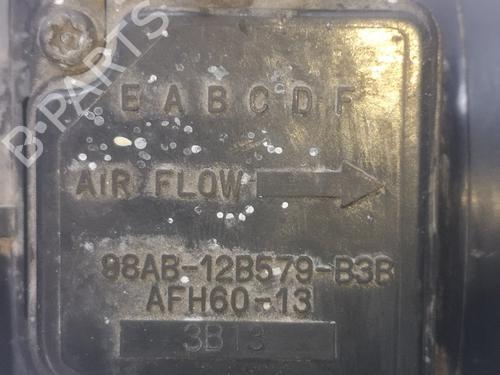 B-PARTS
E A B C D F
AIR FLOW
98AB-12B579-B3B
AFH60-13
3B13